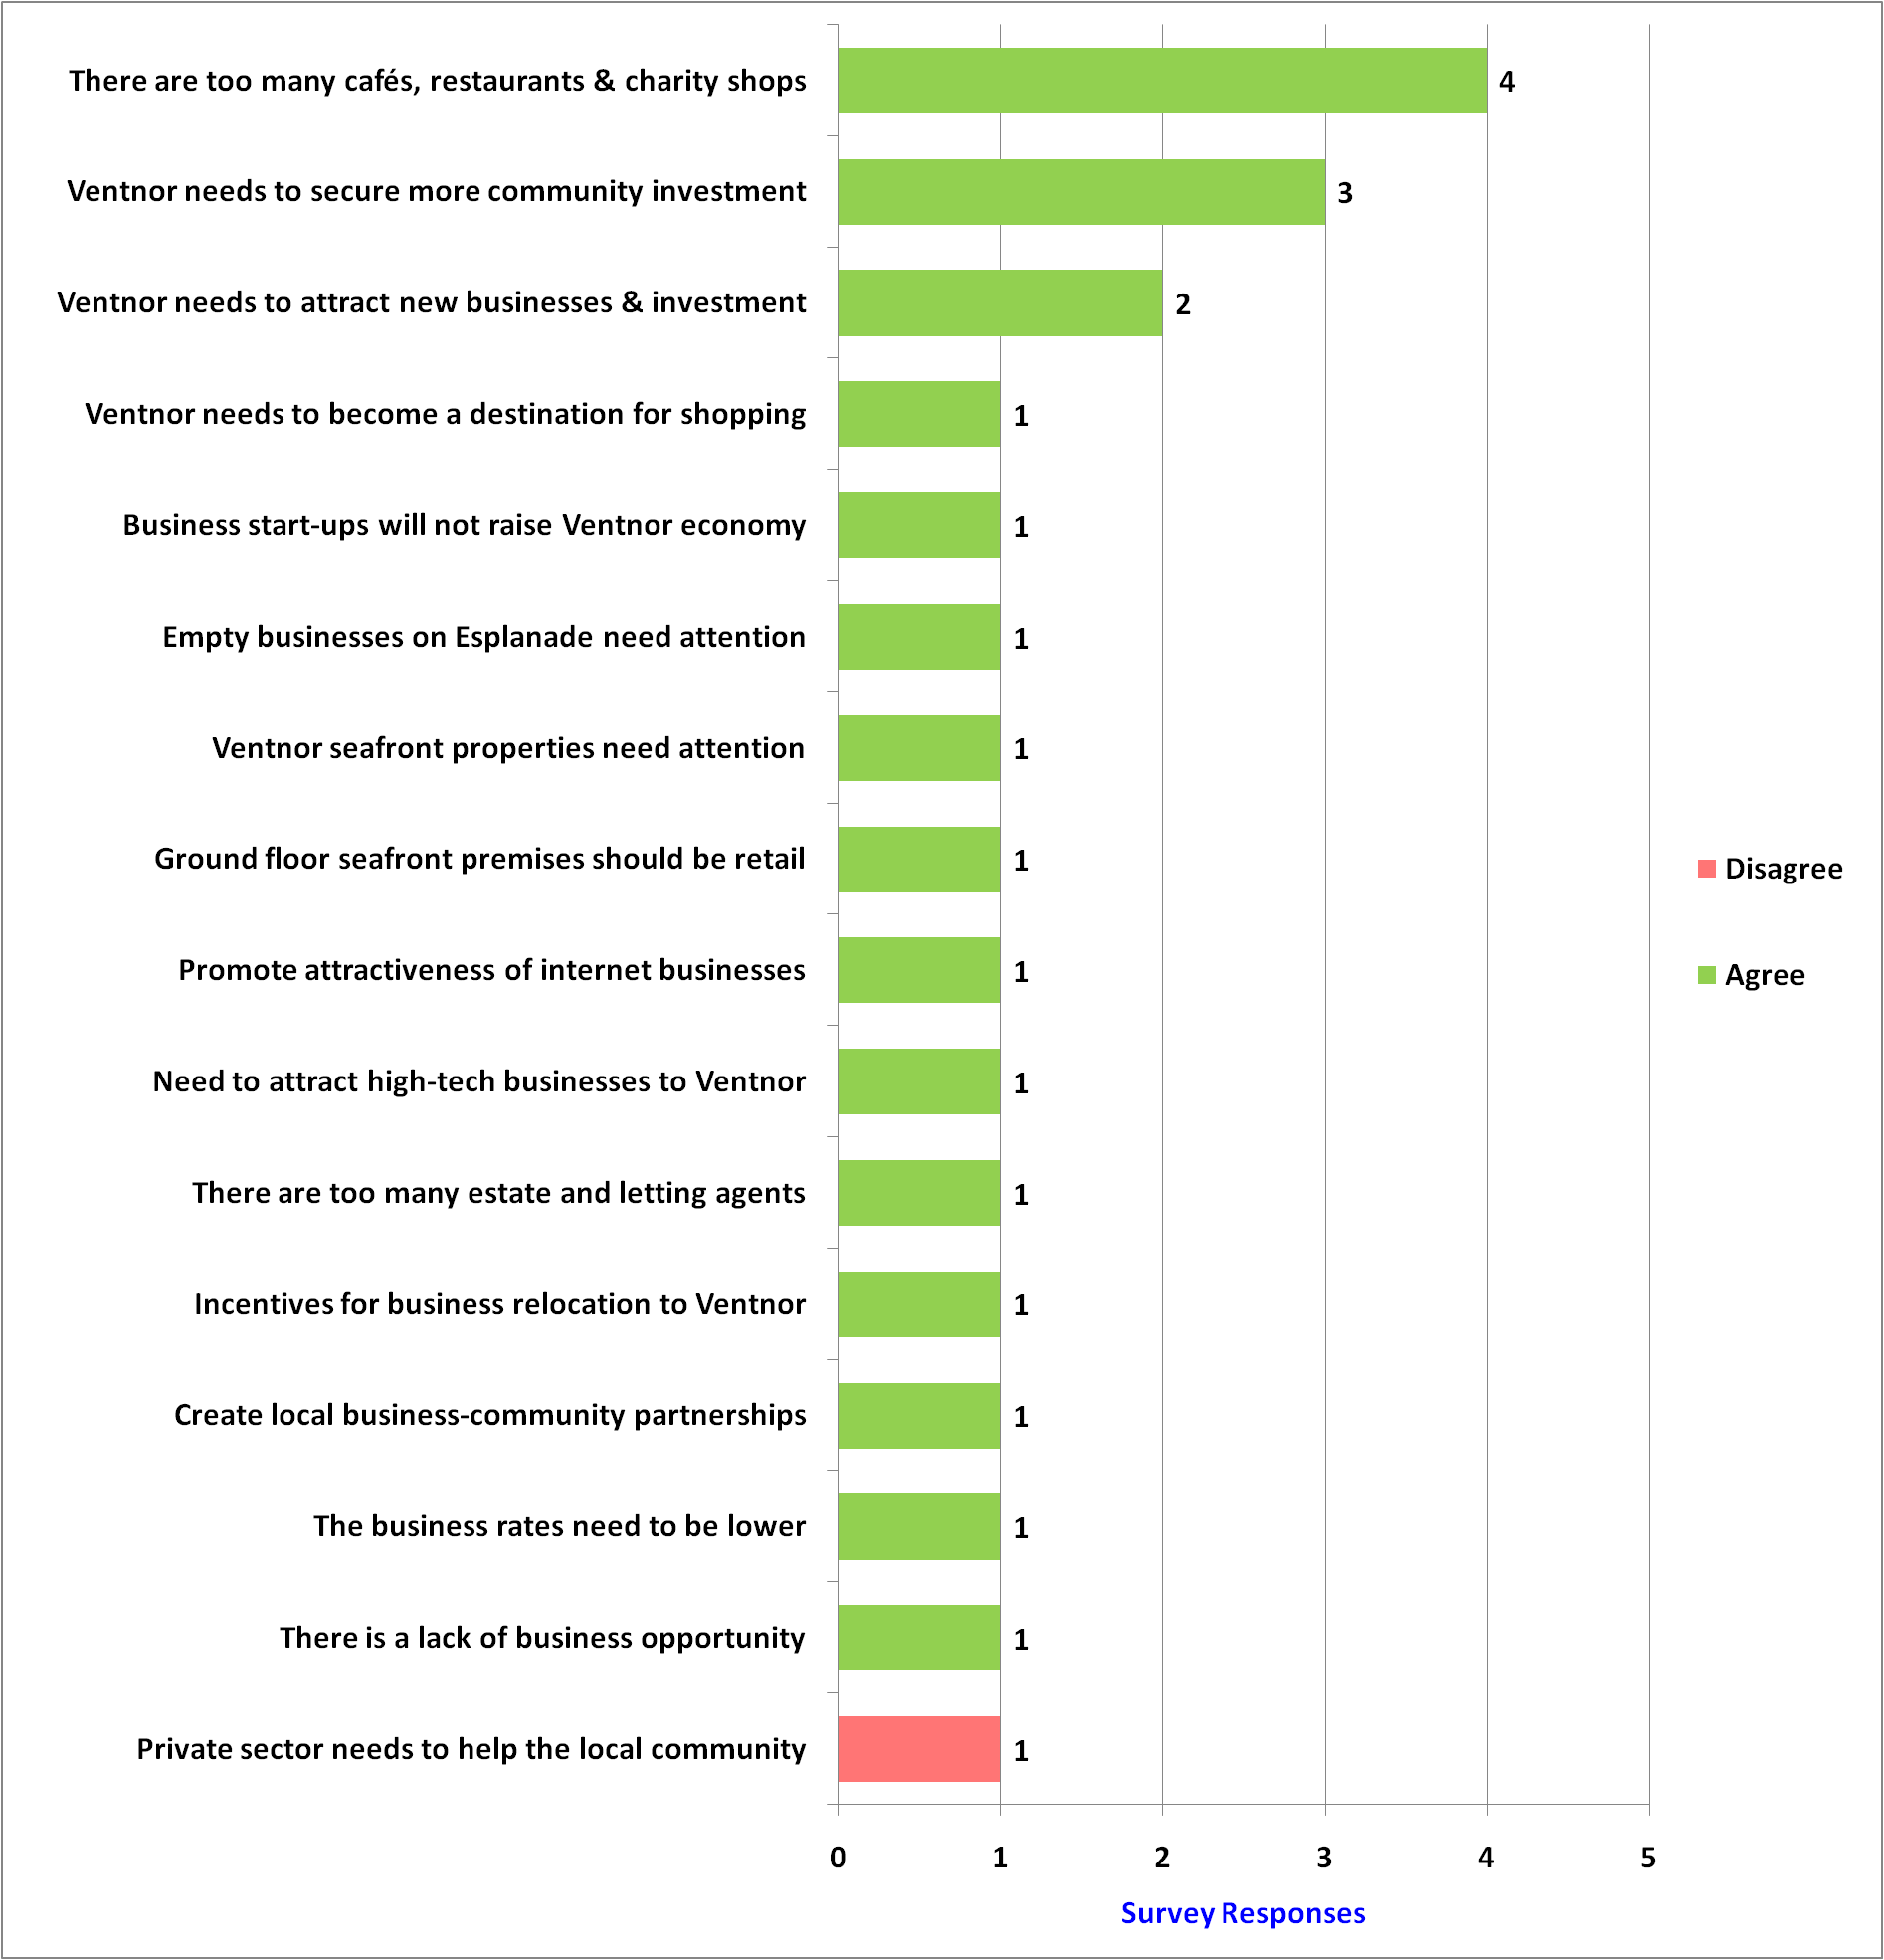 There are too many cafés, restaurants & charity shops 4
Ventnor needs to secure more community investment 3
Ventnor needs to attract new businesses & investment 2
Ventnor needs to become a destination for shopping 1
Business start-ups will not raise Ventnor economy 1
Empty businesses on Esplanade need attention 1
Ventnor seafront properties need attention 1
Ground floor seafront premises should be retail 1
Promote attractiveness of internet businesses 1
Need to attract high-tech businesses to Ventnor 1
There are too many estate and letting agents 1
Incentives for business relocation to Ventnor 1
Create local business-community partnerships 1
The business rates need to be lower 1
There is a lack of business opportunity 1
Private sector needs to help the local community 1
0 1 2 3 4 5
Survey Responses
Disagree
Agree